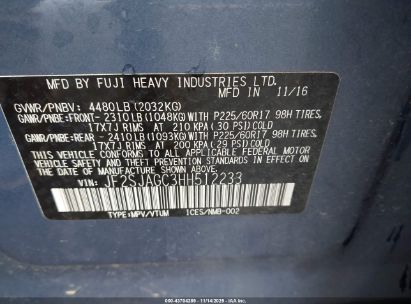 MFD BY FUJI HEAVY INDUSTRIES LTD. 11/16
GVWR/PNBV: 4480LB (2032KG)
GAWR/PNBE:FRONT- 2310LB (1048KG) WITH P225/60R17 98H TIRES,
17X7J RIMS AT 210 KPA (30 PSI) COLD
GAWR/PNBE:REAR - 2410LB (1093KG) WITH P225/60R17 98H TIRES,
17X7J RIMS AT 200 KPA (29 PSI) COLD
THIS VEHICLE CONFORMS TO ALL APPLICABLE FEDERAL
MOTOR VEHICLE SAFETY, BUMPER, AND THEFT PREVENTION STANDARDS
IN EFFECT ON THE DATE OF MANUFACTURE SHOWN ABOVE.
VIN: JF2SJAGC3HH512233
TYPE:MPV/VTUM ICES/NMB-002